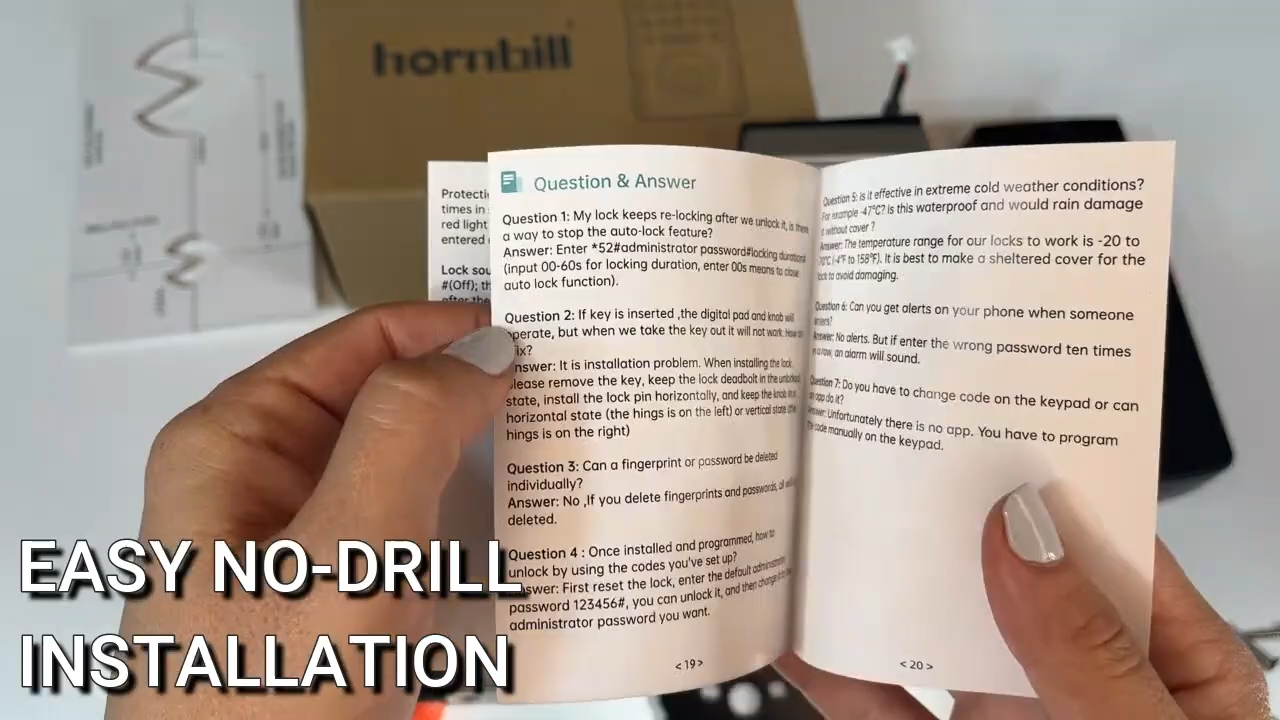 hornbill
Protecti
times in
red light
entered
Lock sou
#(Off); th
after the
Question & Answer
Question 1: My lock keeps re-locking after we unlock it, is there
a way to stop the auto-lock feature?
Answer: Enter *52#administrator password#locking duration#
(input 00-60s for locking duration, enter 00s means to close
auto lock function).
Question 2: If key is inserted ,the digital pad and knob will
operate, but when we take the key out it will not work. How to
fix?
nswer: It is installation problem. When installing the lock,
please remove the key, keep the lock deadbolt in the unlocked
state, install the lock pin horizontally, and keep the knob in
horizontal state (the hings is on the left) or vertical state (the
hings is on the right)
Question 3: Can a fingerprint or password be deleted
individually?
Answer: No ,If you delete fingerprints and passwords, all will
deleted.
Question 4 : Once installed and programmed, how to
unlock by using the codes you've set up?
swer: First reset the lock, enter the default administrator
password 123456#, you can unlock it, and then change
administrator password you want.
<19>
Question 5: Is it effective in extreme cold weather conditions?
For example -47°C? Is this waterproof and would rain damage
it without cover ?
Answer: The temperature range for our locks to work is -20 to
70°C (-4°F to 158°F). It is best to make a sheltered cover for the
lock to avoid damaging.
Question 6: Can you get alerts on your phone when someone
enters?
Answer: No alerts. But if enter the wrong password ten times
in a row, an alarm will sound.
Question 7: Do you have to change code on the keypad or can
an app do it?
Answer: Unfortunately there is no app. You have to program
the code manually on the keypad.
<20>
EASY NO-DRILL
INSTALLATION